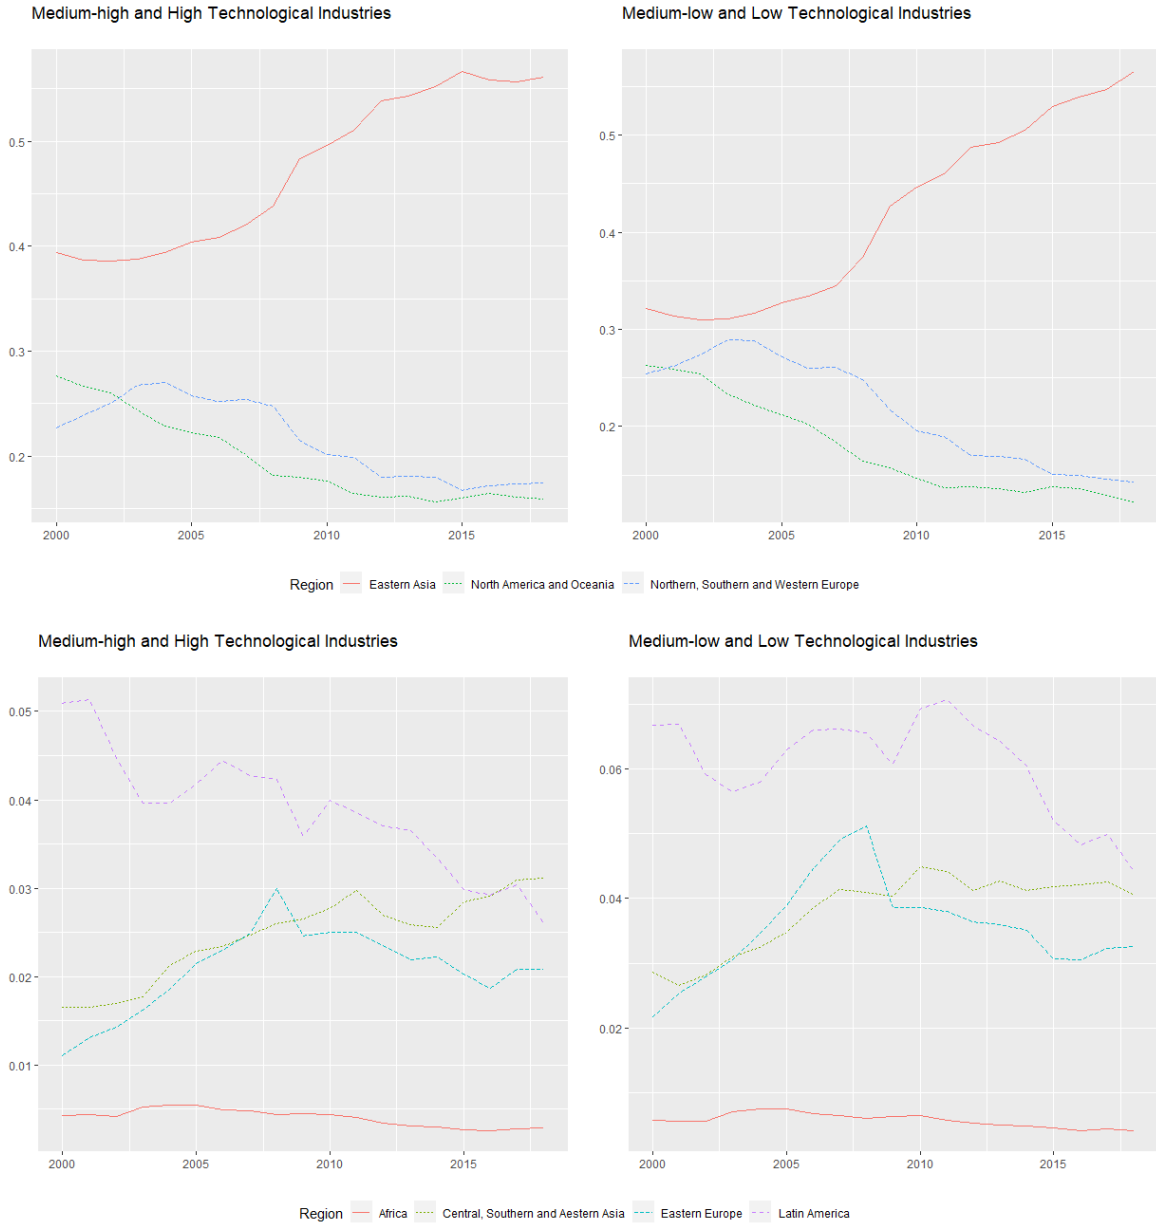 Medium-high and High Technological Industries
Medium-low and Low Technological Industries
0.5
0.4
0.3
0.2
2000 2005 2010 2015
0.5
0.4
0.3
0.2
2000 2005 2010 2015
Region Eastern Asia North America and Oceania Northern, Southern and Western Europe
Medium-high and High Technological Industries
Medium-low and Low Technological Industries
0.05
0.04
0.03
0.02
0.01
2000 2005 2010 2015
0.06
0.04
0.02
2000 2005 2010 2015
Region Africa Central, Southern and Aestern Asia Eastern Europe Latin America